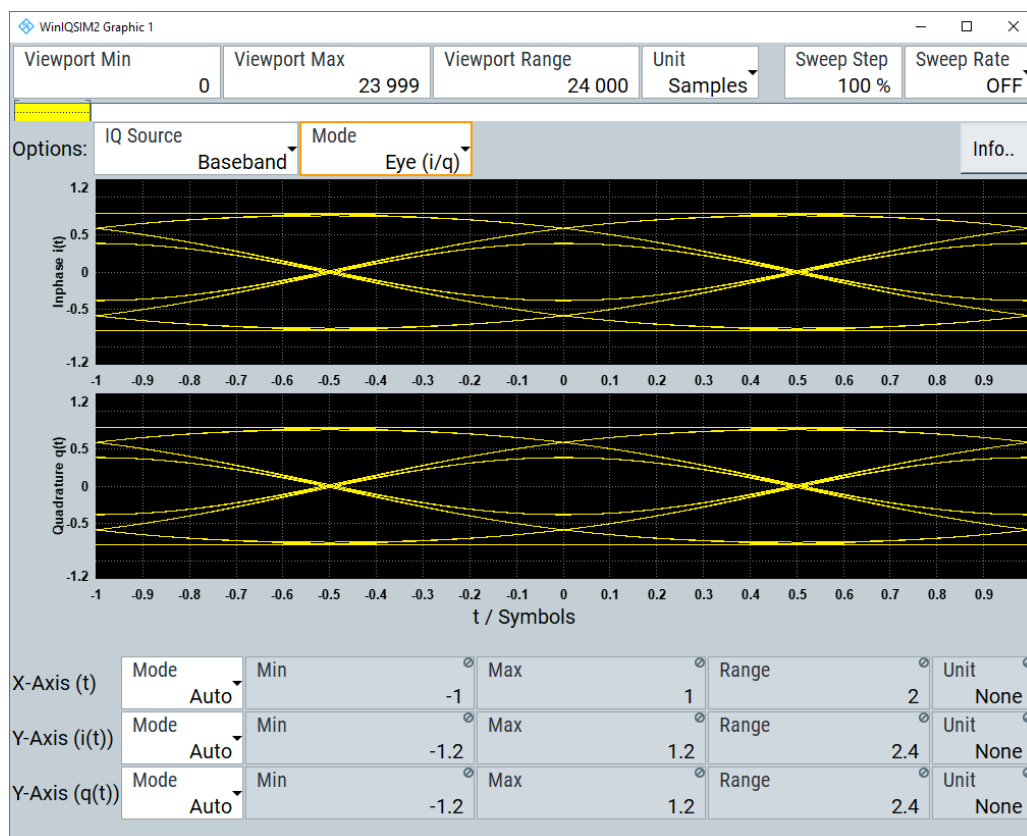 WinIQSIM2 Graphic 1
Viewport Min Viewport Max Viewport Range Unit Sweep Step Sweep Rate
0 23 999 24 000 Samples 100 % OFF
Options: IQ Source Mode Info..
Baseband Eye (i/q)
Inphase i(t)
1.2
0.5
0
-0.5
-1.2
-1 -0.9 -0.8 -0.7 -0.6 -0.5 -0.4 -0.3 -0.2 -0.1 0 0.1 0.2 0.3 0.4 0.5 0.6 0.7 0.8 0.9
Quadrature q(t)
1.2
0.5
0
-0.5
-1.2
-1 -0.9 -0.8 -0.7 -0.6 -0.5 -0.4 -0.3 -0.2 -0.1 0 0.1 0.2 0.3 0.4 0.5 0.6 0.7 0.8 0.9
t / Symbols
X-Axis (t) Mode Min Max Range Unit
Auto -1 1 2 None
Y-Axis (i(t)) Mode Min Max Range Unit
Auto -1.2 1.2 2.4 None
Y-Axis (q(t)) Mode Min Max Range Unit
Auto -1.2 1.2 2.4 None